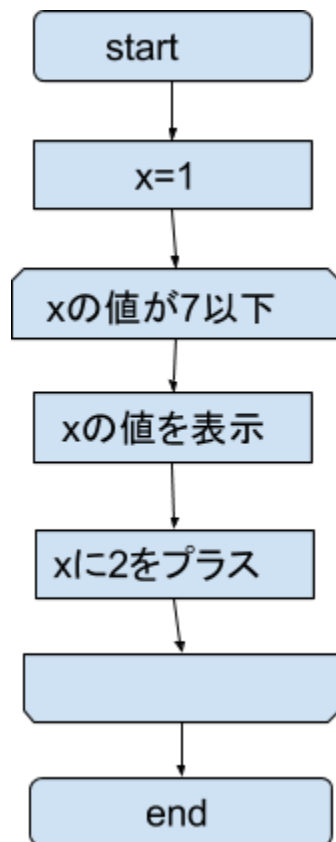 start
x=1
xの値が7以下
xの値を表示
xに2をプラス
end